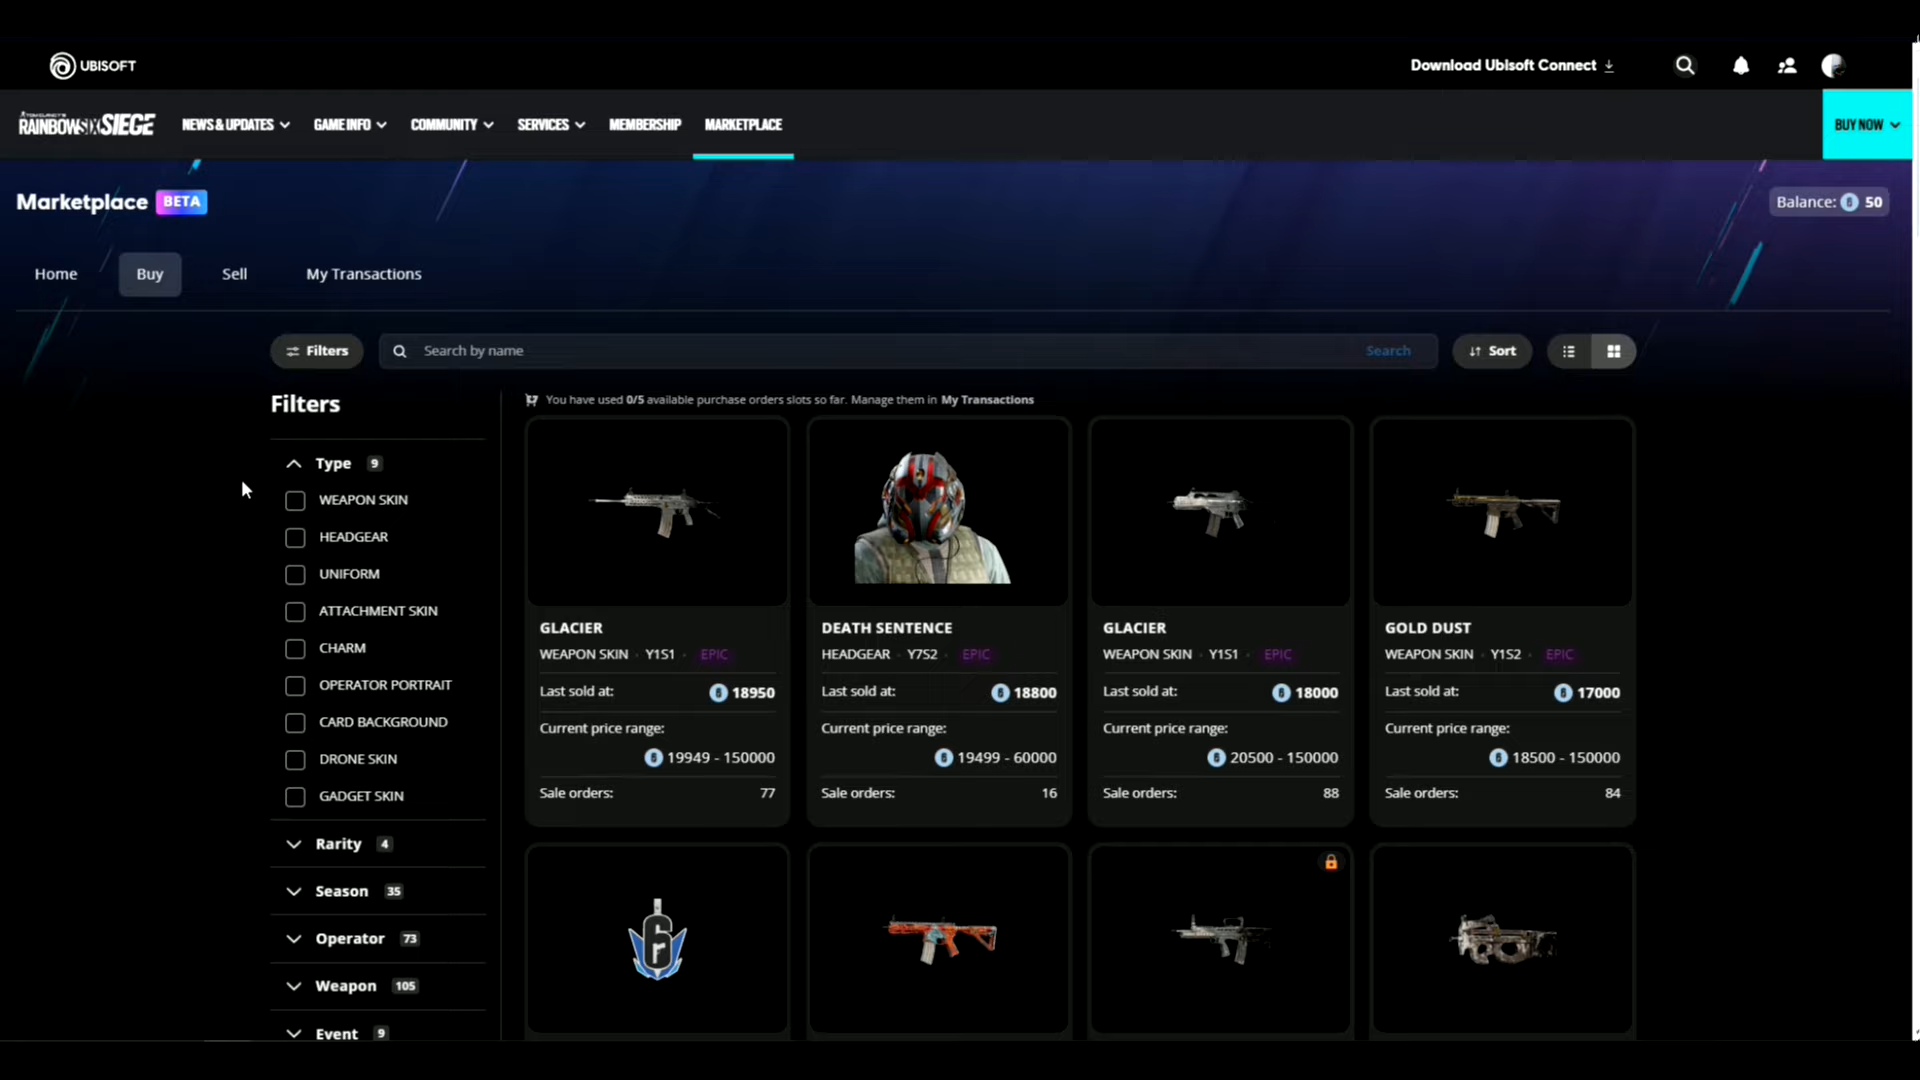 UBISOFT
Download Ubisoft Connect
TOM CLANCY'S
RAINBOWSIX SIEGE
NEWS & UPDATES
GAME INFO
COMMUNITY
SERVICES
MEMBERSHIP
MARKETPLACE
BUY NOW
Marketplace BETA
Balance: 50
Home
Buy
Sell
My Transactions
Filters
Search by name
Search
Sort
Filters
You have used 0/5 available purchase orders slots so far. Manage them in My Transactions
Type 9
WEAPON SKIN
HEADGEAR
UNIFORM
ATTACHMENT SKIN
CHARM
OPERATOR PORTRAIT
CARD BACKGROUND
DRONE SKIN
GADGET SKIN
Rarity 4
Season 35
Operator 73
Weapon 105
Event 9
GLACIER
WEAPON SKIN · Y1S1 · EPIC
Last sold at: 18950
Current price range:
19949 - 150000
Sale orders: 77
DEATH SENTENCE
HEADGEAR · Y7S2 · EPIC
Last sold at: 18800
Current price range:
19499 - 60000
Sale orders: 16
GLACIER
WEAPON SKIN · Y1S1 · EPIC
Last sold at: 18000
Current price range:
20500 - 150000
Sale orders: 88
GOLD DUST
WEAPON SKIN · Y1S2 · EPIC
Last sold at: 17000
Current price range:
18500 - 150000
Sale orders: 84